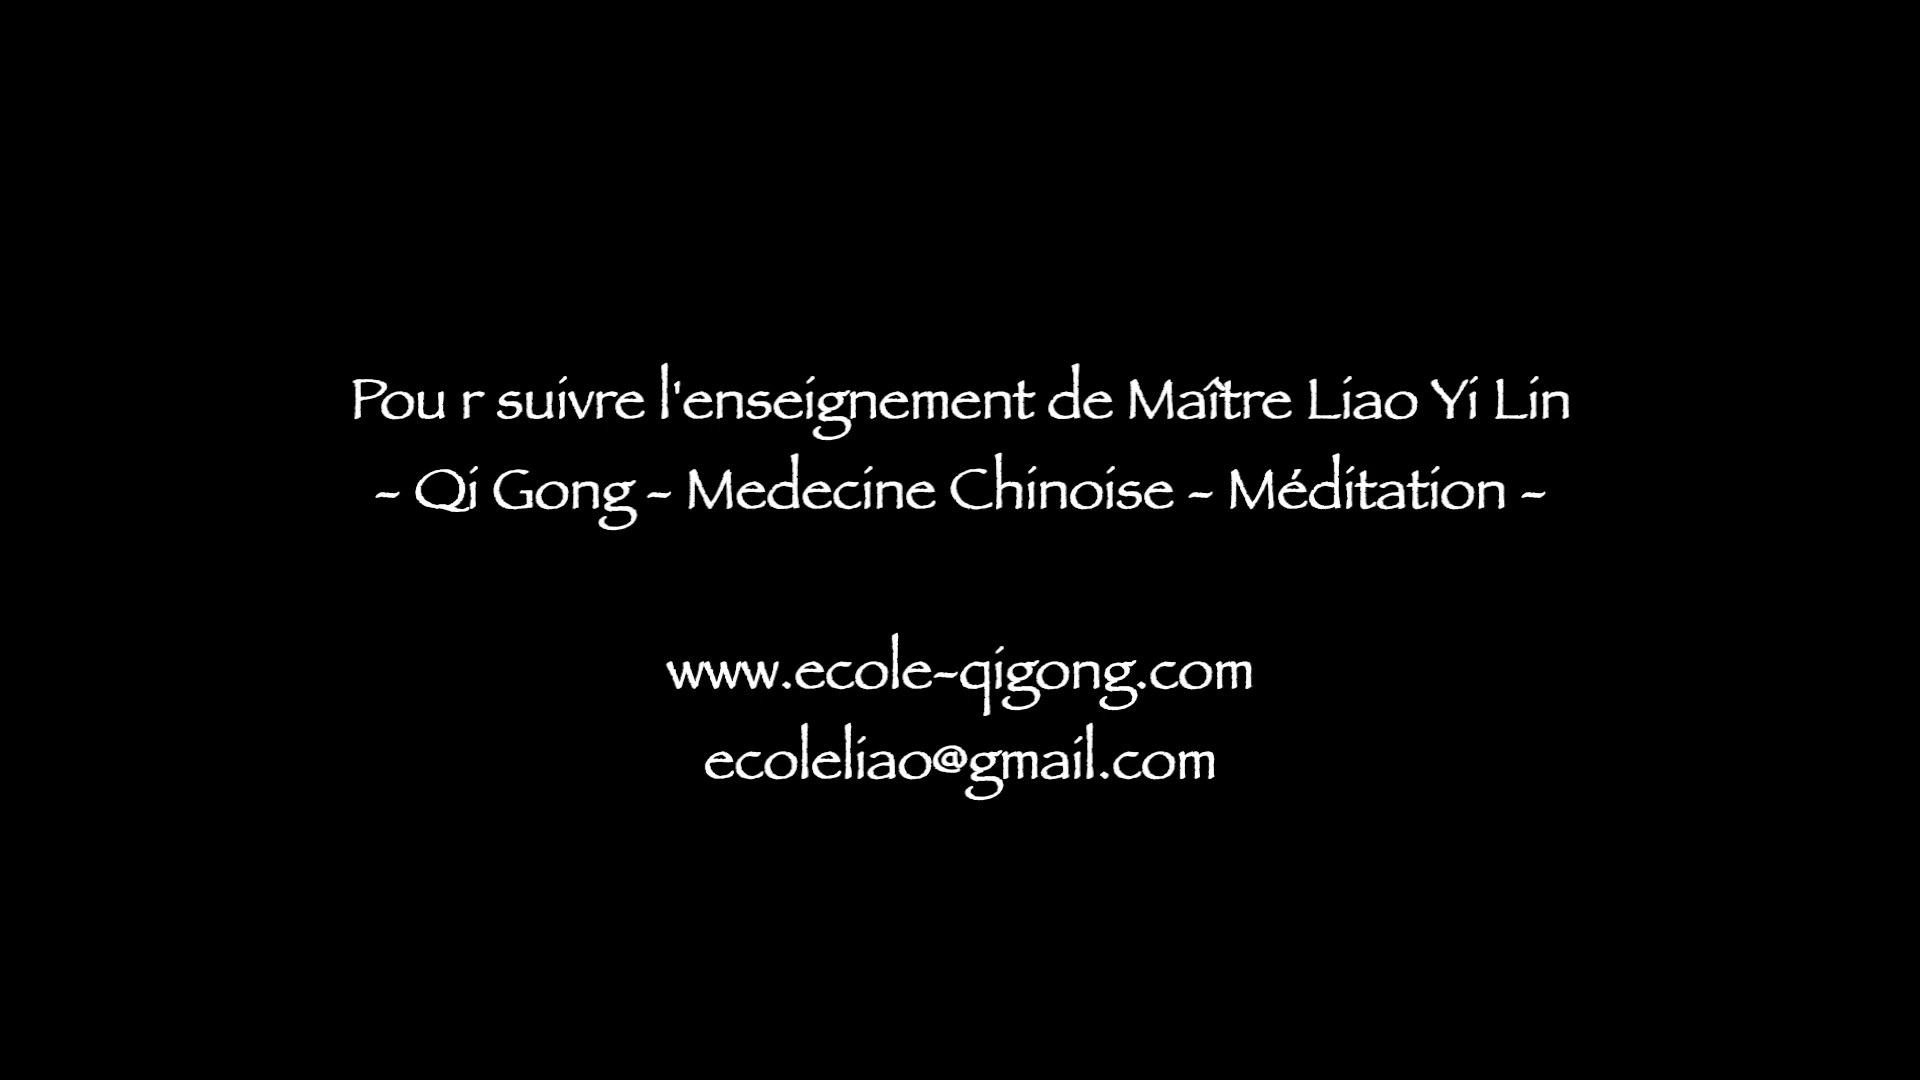 Pou r suivre l'enseignement de Maître Liao Yi Lin
- Qi Gong - Medecine Chinoise - Méditation -
www.ecole-qigong.com
ecoleliao@gmail.com